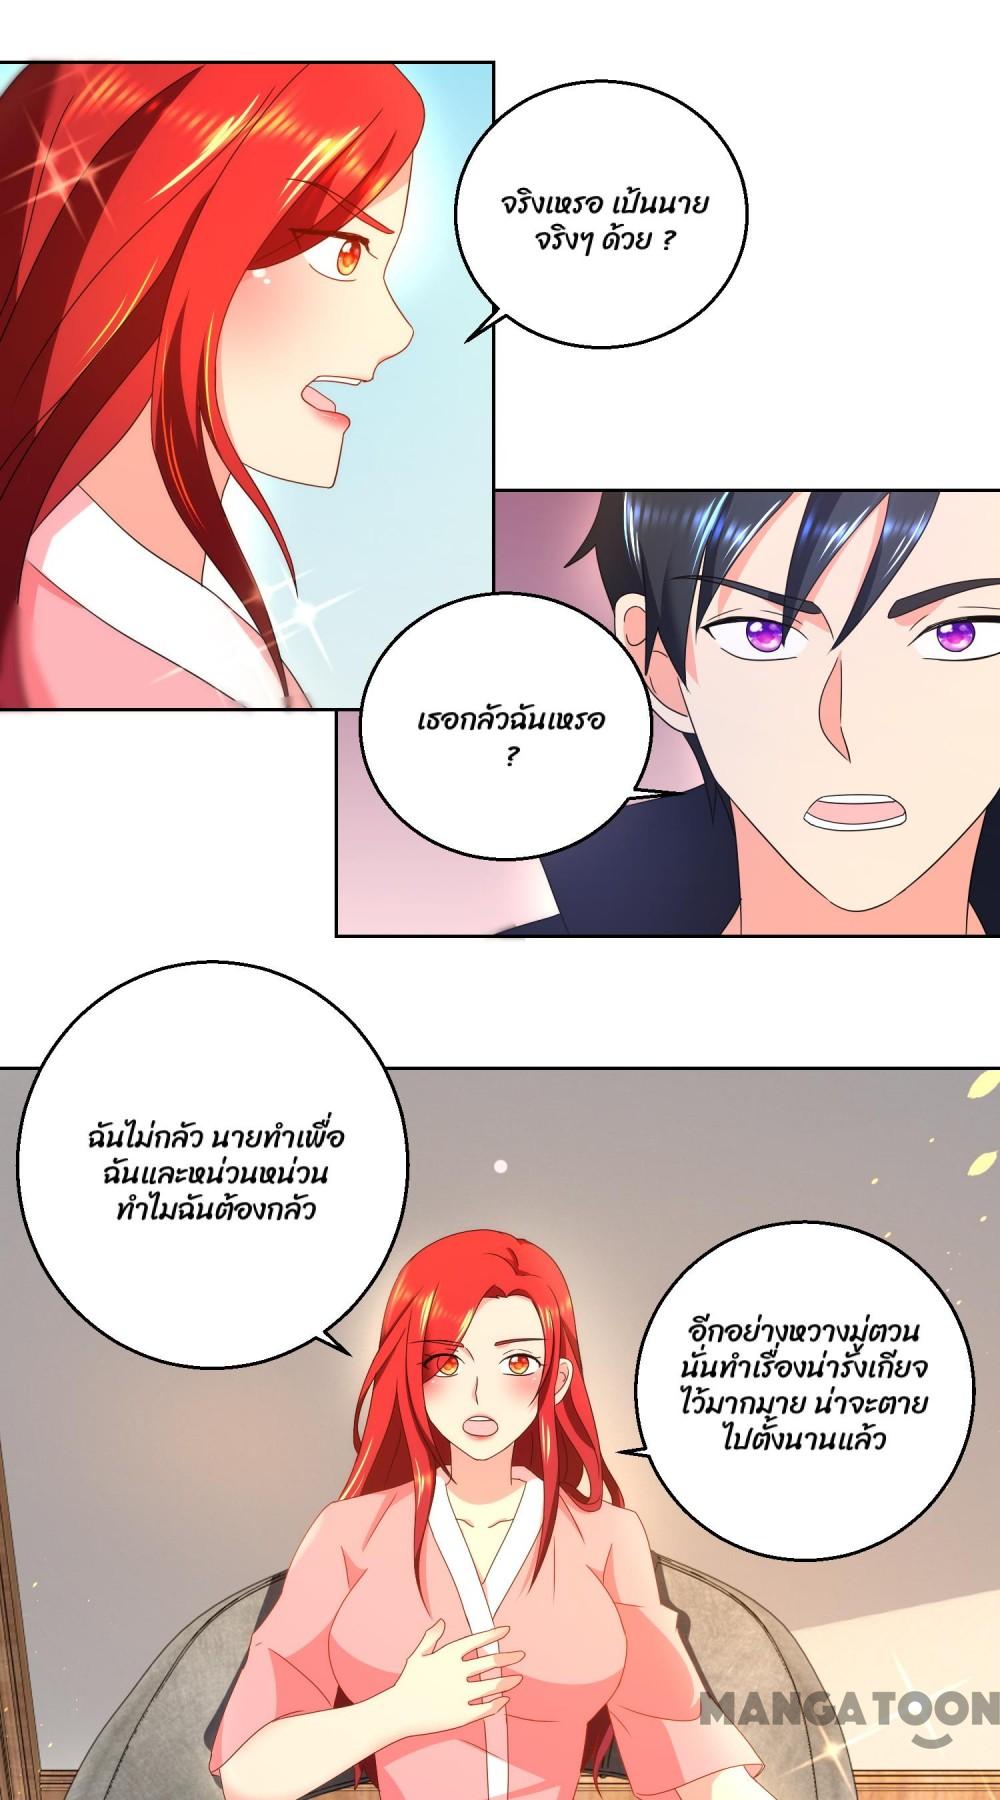 จริงเหรอ เป็นนาย
จริงๆ ด้วย ?
เธอกลัวฉันเหรอ
?
ฉันไม่กลัว นายทำเพื่อ
ฉันและหน่วนหน่วน
ทำไมฉันต้องกลัว
อีกอย่างหวางมู่ตวน
นั่นทำเรื่องน่ารังเกียจ
ไว้มากมาย น่าจะตาย
ไปตั้งนานแล้ว
MANGATOON